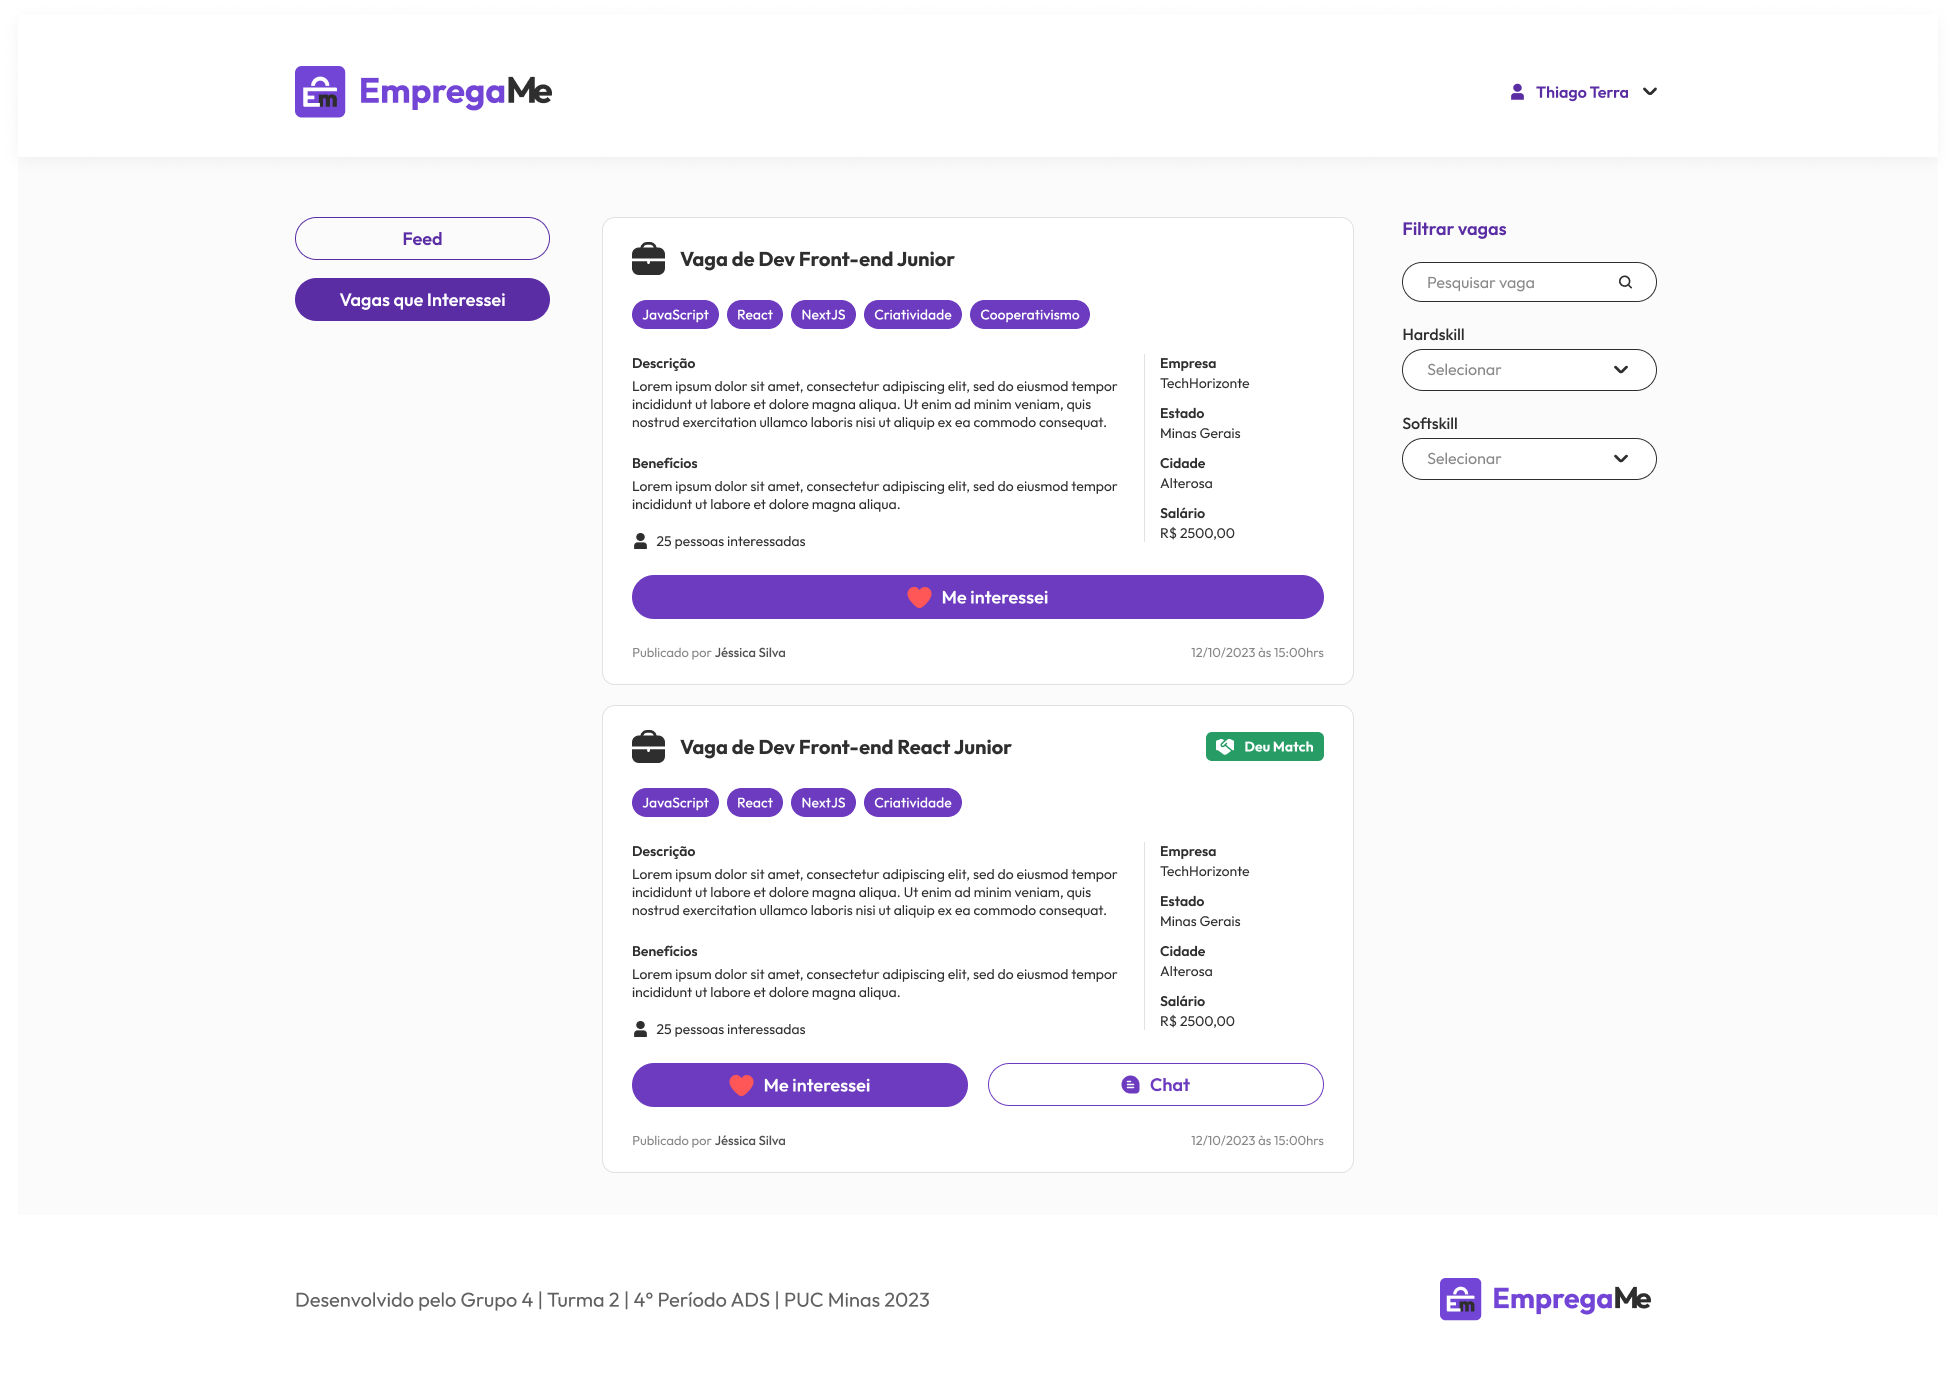 Em EmpregaMe
Thiago Terra
Feed
Vagas que Interessei
Vaga de Dev Front-end Junior
JavaScript React NextJS Criatividade Cooperativismo
Descrição
Lorem ipsum dolor sit amet, consectetur adipiscing elit, sed do eiusmod tempor
incididunt ut labore et dolore magna aliqua. Ut enim ad minim veniam, quis
nostrud exercitation ullamco laboris nisi ut aliquip ex ea commodo consequat.
Benefícios
Lorem ipsum dolor sit amet, consectetur adipiscing elit, sed do eiusmod tempor
incididunt ut labore et dolore magna aliqua.
25 pessoas interessadas
Empresa
TechHorizonte
Estado
Minas Gerais
Cidade
Alterosa
Salário
R$ 2500,00
Me interessei
Publicado por Jéssica Silva
12/10/2023 às 15:00hrs
Vaga de Dev Front-end React Junior
Deu Match
JavaScript React NextJS Criatividade
Descrição
Lorem ipsum dolor sit amet, consectetur adipiscing elit, sed do eiusmod tempor
incididunt ut labore et dolore magna aliqua. Ut enim ad minim veniam, quis
nostrud exercitation ullamco laboris nisi ut aliquip ex ea commodo consequat.
Benefícios
Lorem ipsum dolor sit amet, consectetur adipiscing elit, sed do eiusmod tempor
incididunt ut labore et dolore magna aliqua.
25 pessoas interessadas
Empresa
TechHorizonte
Estado
Minas Gerais
Cidade
Alterosa
Salário
R$ 2500,00
Me interessei
Chat
Publicado por Jéssica Silva
12/10/2023 às 15:00hrs
Filtrar vagas
Pesquisar vaga
Hardskill
Selecionar
Softskill
Selecionar
Desenvolvido pelo Grupo 4 | Turma 2 | 4° Período ADS | PUC Minas 2023
Em EmpregaMe